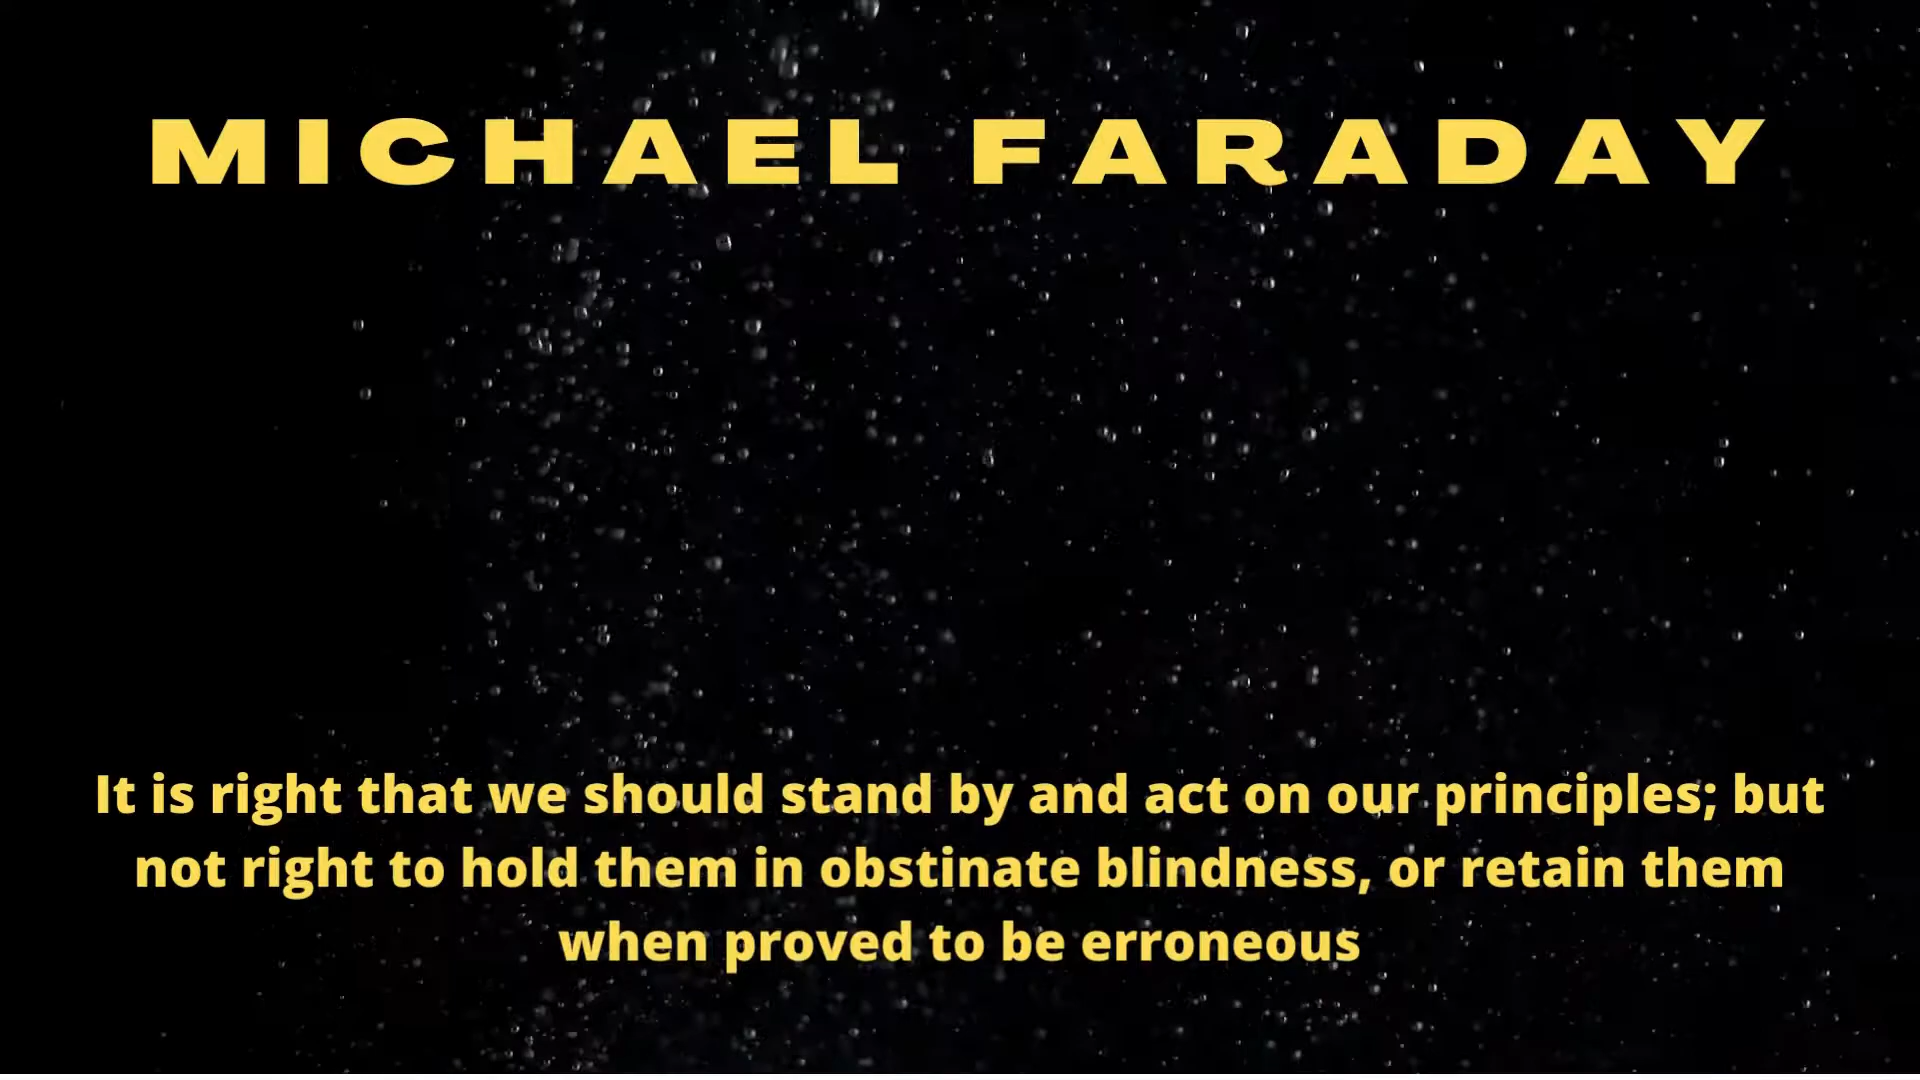 MICHAEL FARADAY
It is right that we should stand by and act on our principles; but
not right to hold them in obstinate blindness, or retain them
when proved to be erroneous